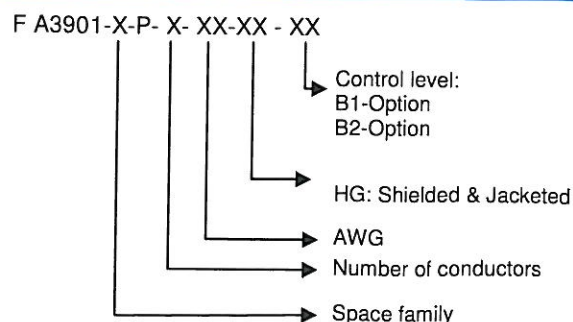 F A3901-X-P- X- XX-XX - XX
Control level:
B1-Option
B2-Option
HG: Shielded & Jacketed
AWG
Number of conductors
Space family